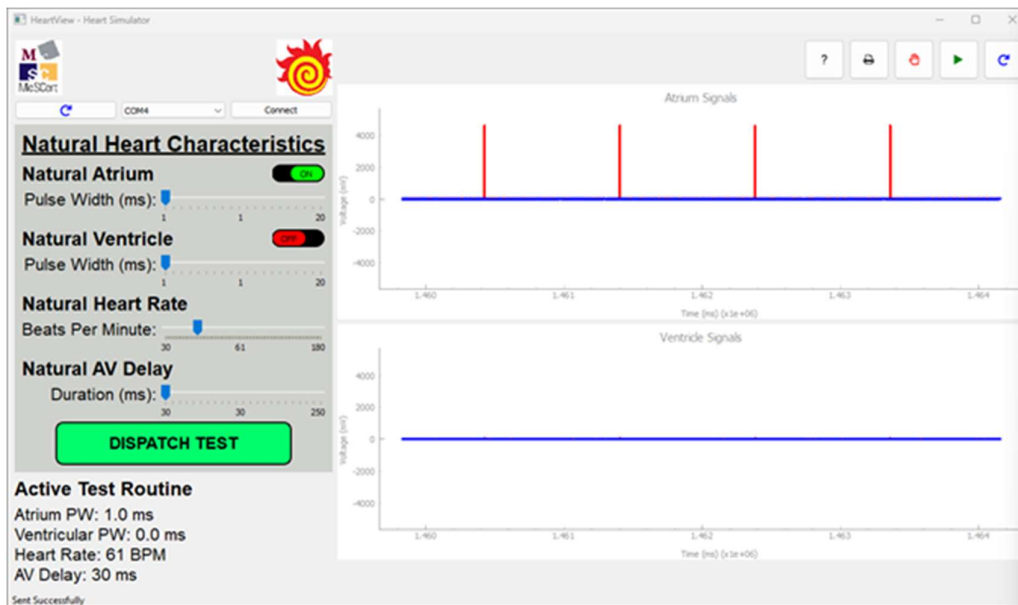 HeartView - Heart Simulator
M
SC
McSCert
?
COM4
Connect
Natural Heart Characteristics
Natural Atrium
ON
Pulse Width (ms):
1 1 20
Natural Ventricle
OFF
Pulse Width (ms):
1 1 20
Natural Heart Rate
Beats Per Minute:
30 61 180
Natural AV Delay
Duration (ms):
30 30 250
DISPATCH TEST
Active Test Routine
Atrium PW: 1.0 ms
Ventricular PW: 0.0 ms
Heart Rate: 61 BPM
AV Delay: 30 ms
Sent Successfully
Atrium Signals
Voltage (mV)
4000
2000
0
-2000
-4000
1.460 1.461 1.462 1.463 1.464
Time (ms) (x1e+06)
Ventricle Signals
Voltage (mV)
4000
2000
0
-2000
-4000
1.460 1.461 1.462 1.463 1.464
Time (ms) (x1e+06)